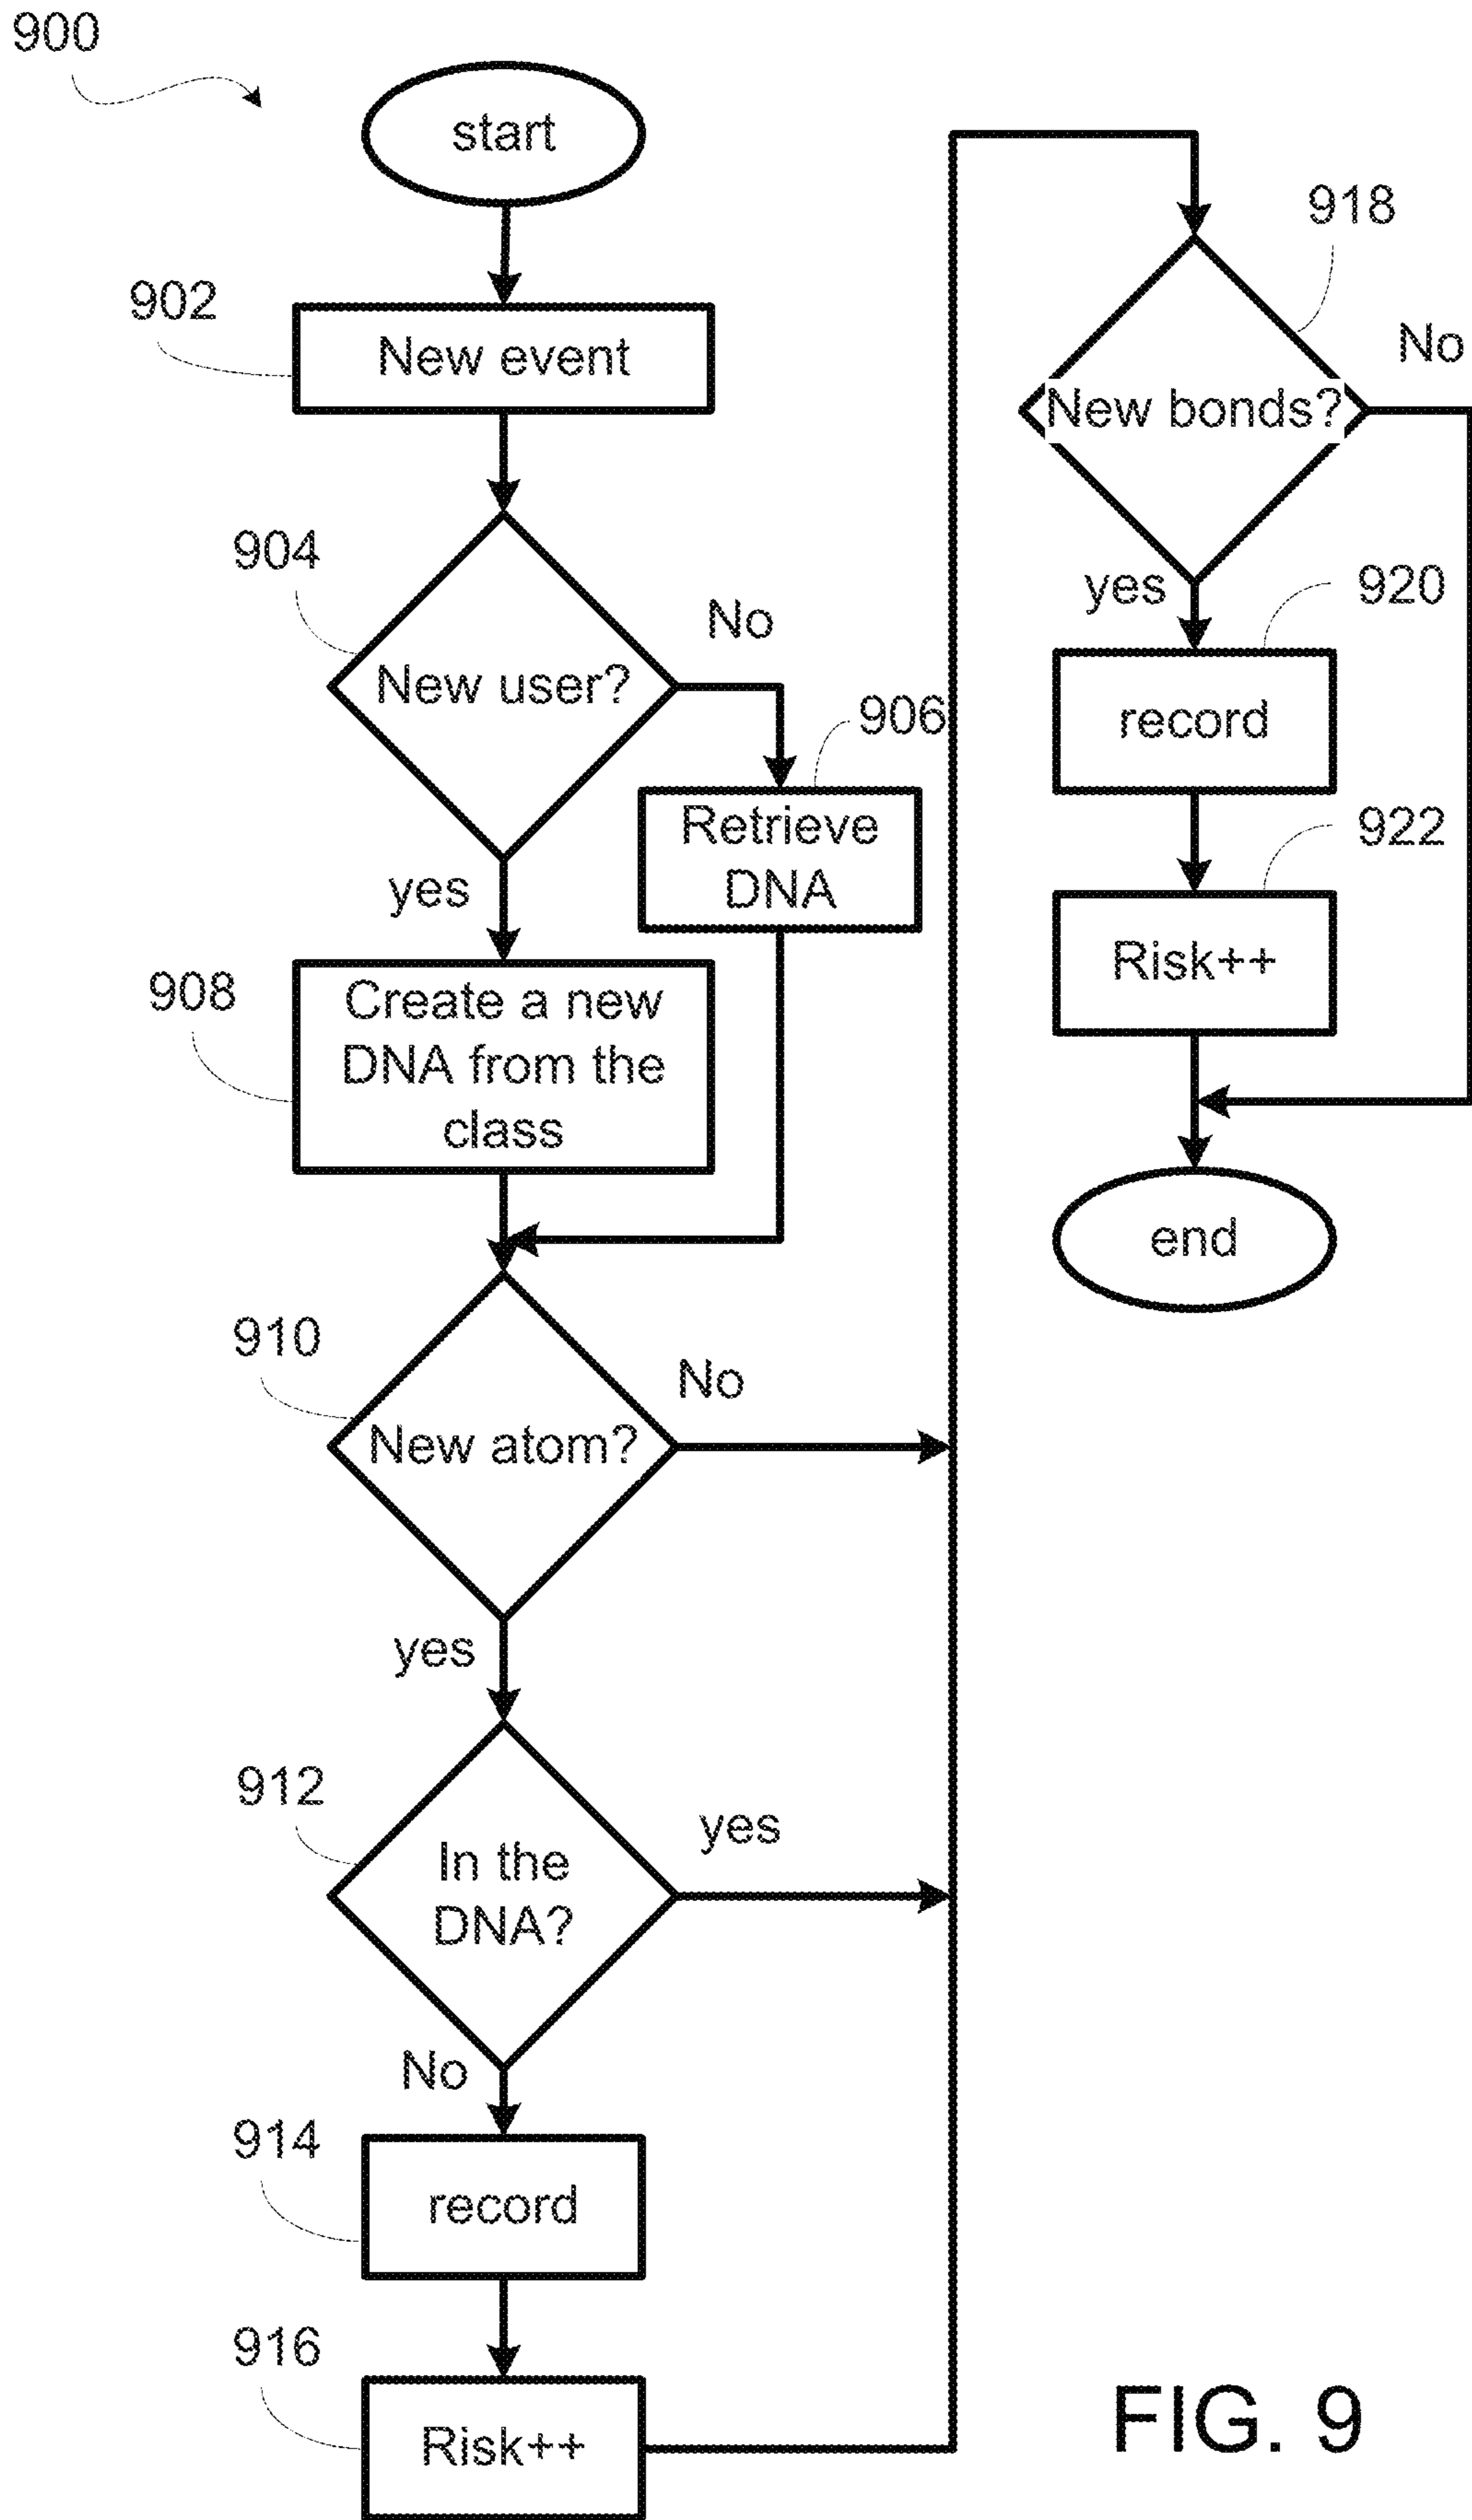 900
start
902
New event
904
New user?
No
906
Retrieve
DNA
yes
908
Create a new
DNA from the
class
910
New atom?
No
yes
912
In the
DNA?
yes
No
914
record
916
Risk++
918
New bonds?
No
yes
920
record
922
Risk++
end
FIG. 9